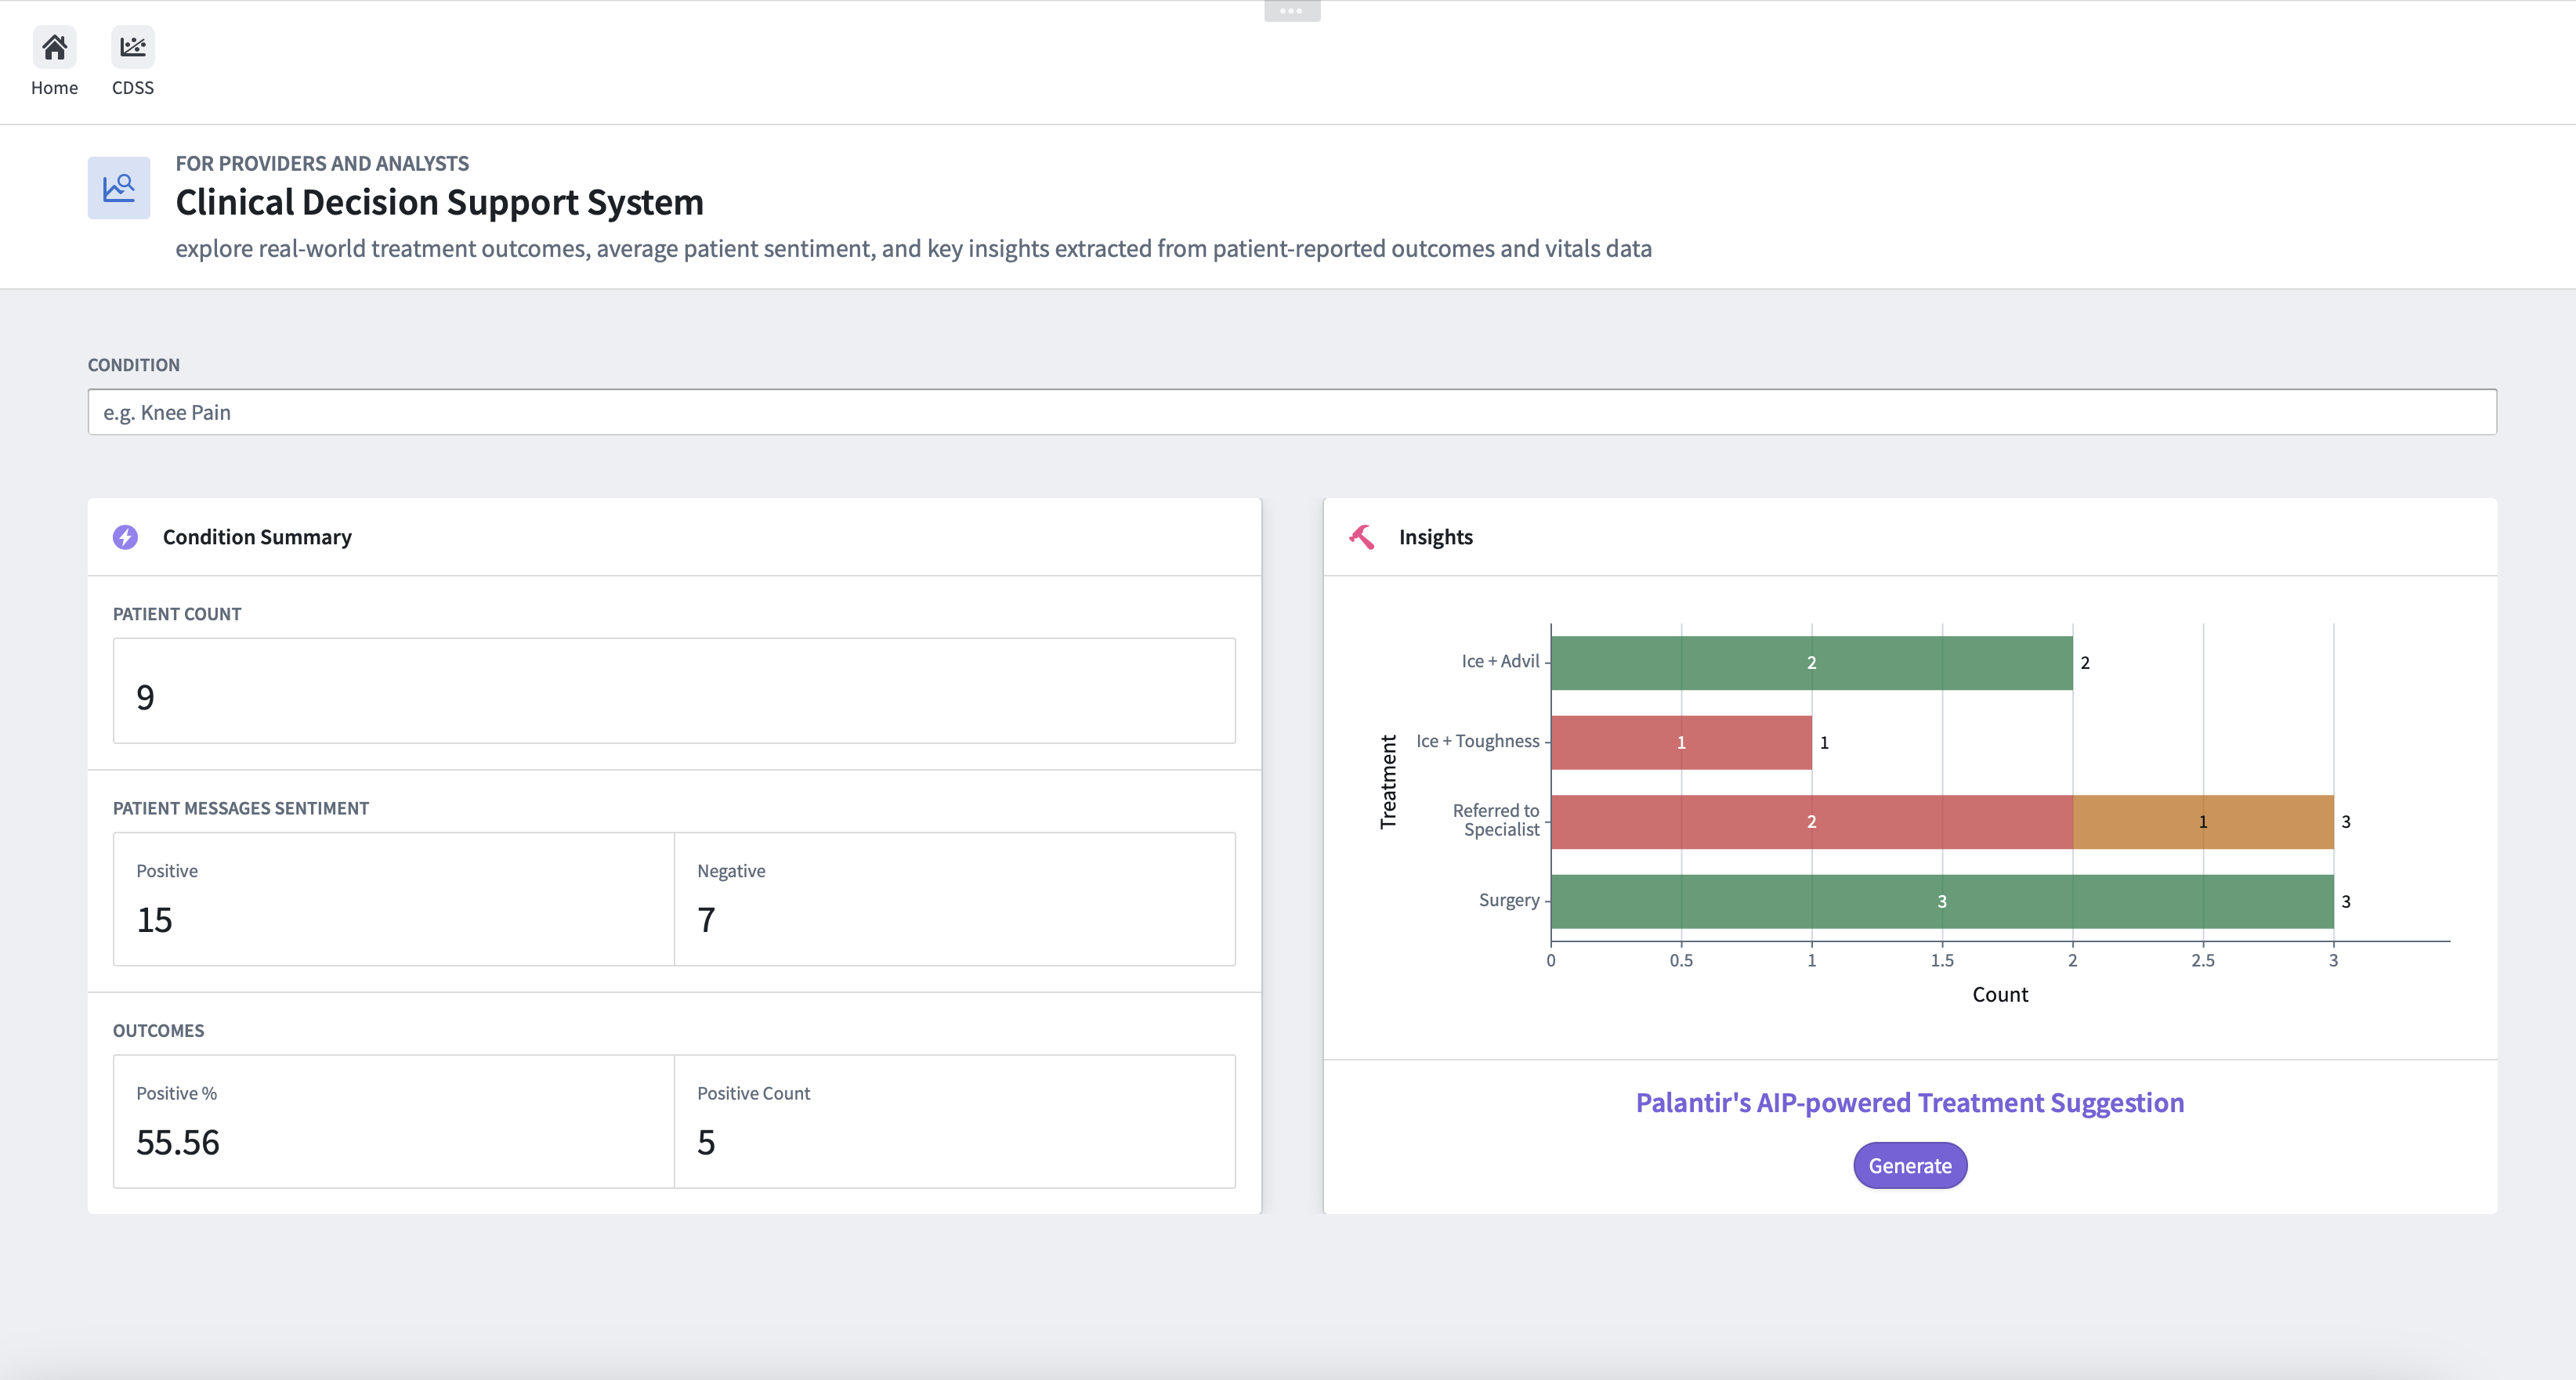 Home
CDSS
FOR PROVIDERS AND ANALYSTS
Clinical Decision Support System
explore real-world treatment outcomes, average patient sentiment, and key insights extracted from patient-reported outcomes and vitals data
CONDITION
e.g. Knee Pain
Condition Summary
PATIENT COUNT
9
PATIENT MESSAGES SENTIMENT
Positive
15
Negative
7
OUTCOMES
Positive %
55.56
Positive Count
5
Insights
Treatment
Ice + Advil
2
2
Ice + Toughness
1
1
Referred to
Specialist
2
1
3
Surgery
3
3
0
0.5
1
1.5
2
2.5
3
Count
Palantir's AIP-powered Treatment Suggestion
Generate